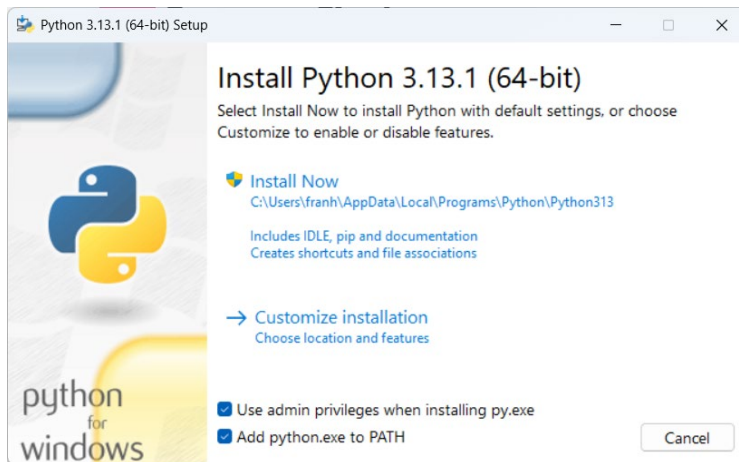 Python 3.13.1 (64-bit) Setup
Install Python 3.13.1 (64-bit)
Select Install Now to install Python with default settings, or choose
Customize to enable or disable features.
Install Now
C:\Users\franh\AppData\Local\Programs\Python\Python313
Includes IDLE, pip and documentation
Creates shortcuts and file associations
Customize installation
Choose location and features
python
for
windows
Use admin privileges when installing py.exe
Add python.exe to PATH
Cancel